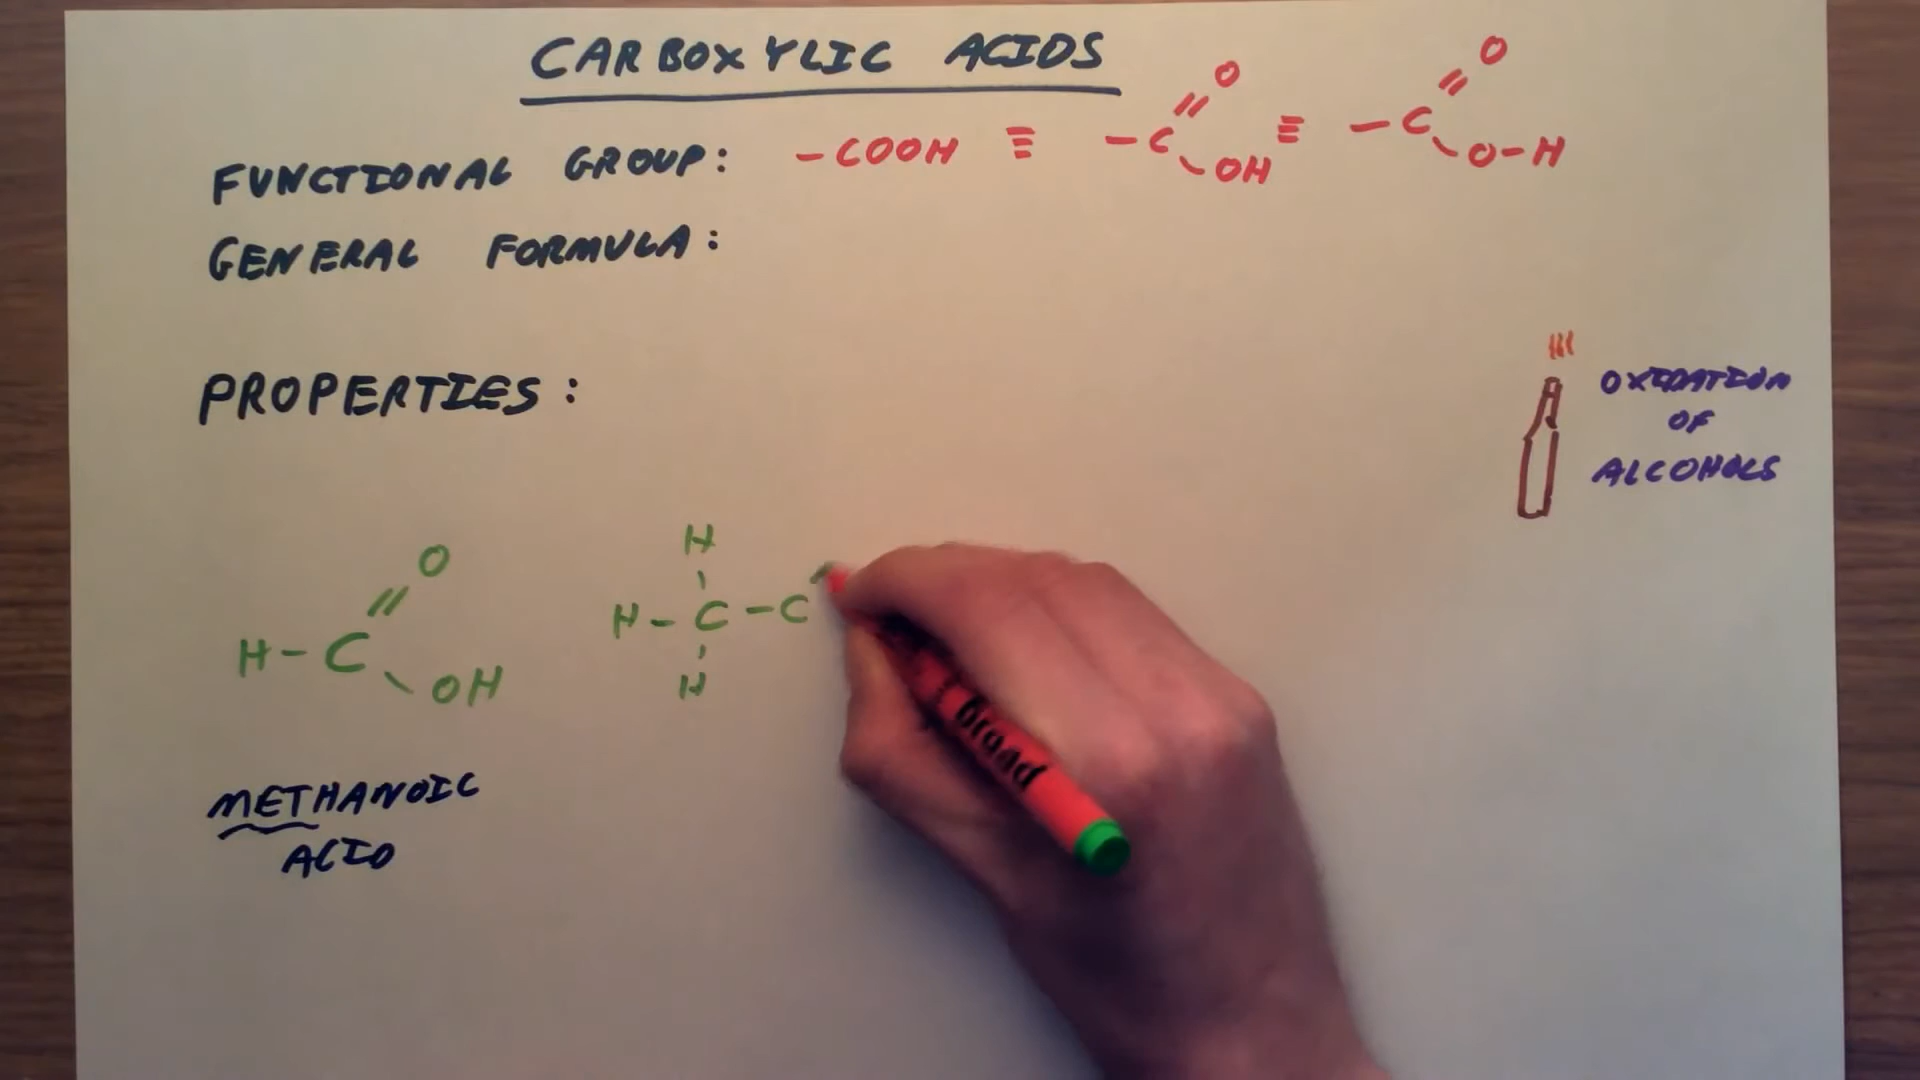 CARBOXYLIC ACIDS
FUNCTIONAL GROUP: -COOH ≡ -C=O-OH ≡ -C=O-O-H
GENERAL FORMULA:
PROPERTIES:
OXIDATION
OF
ALCOHOLS
O
H-C
OH
H
H-C-C
H
broad
METHANOIC
ACID